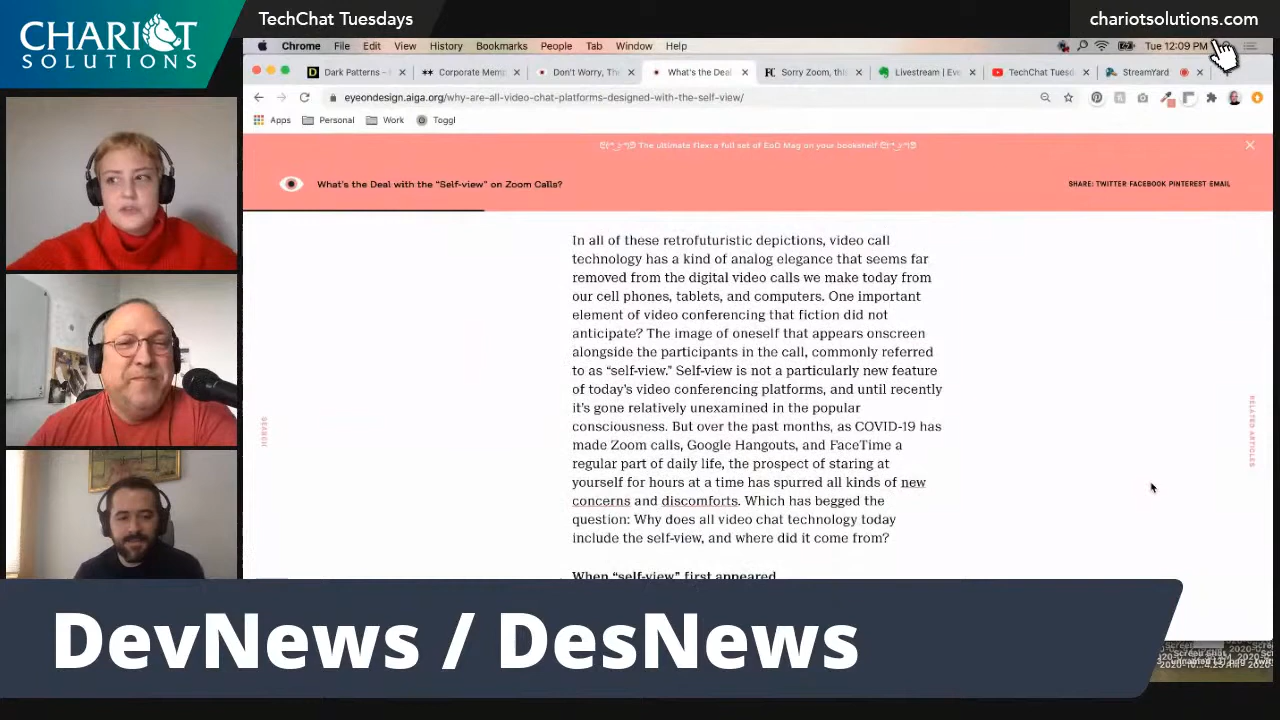 CHARIOT
SOLUTIONS
TechChat Tuesdays
chariotsolutions.com
Chrome File Edit View History Bookmarks People Tab Window Help
Tue 12:09 PM
Dark Patterns -
Corporate Memp
Don't Worry, The
What's the Deal
Sorry Zoom, this
Livestream | Eve
TechChat Tuesd
StreamYard
eyeondesign.aiga.org/why-are-all-video-chat-platforms-designed-with-the-self-view/
Apps Personal Work Toggl
The ultimate flex: a full set of EoD Mag on your bookshelf
What's the Deal with the “Self-view” on Zoom Calls?
SHARE: TWITTER FACEBOOK PINTEREST EMAIL
In all of these retrofuturistic depictions, video call
technology has a kind of analog elegance that seems far
removed from the digital video calls we make today from
our cell phones, tablets, and computers. One important
element of video conferencing that fiction did not
anticipate? The image of oneself that appears onscreen
alongside the participants in the call, commonly referred
to as “self-view.” Self-view is not a particularly new feature
of today's video conferencing platforms, and until recently
it's gone relatively unexamined in the popular
consciousness. But over the past months, as COVID-19 has
made Zoom calls, Google Hangouts, and FaceTime a
regular part of daily life, the prospect of staring at
yourself for hours at a time has spurred all kinds of new
concerns and discomforts. Which has begged the
question: Why does all video chat technology today
include the self-view, and where did it come from?
When “self-view” first appeared
SEARCH
RELATED ARTICLES
DevNews / DesNews